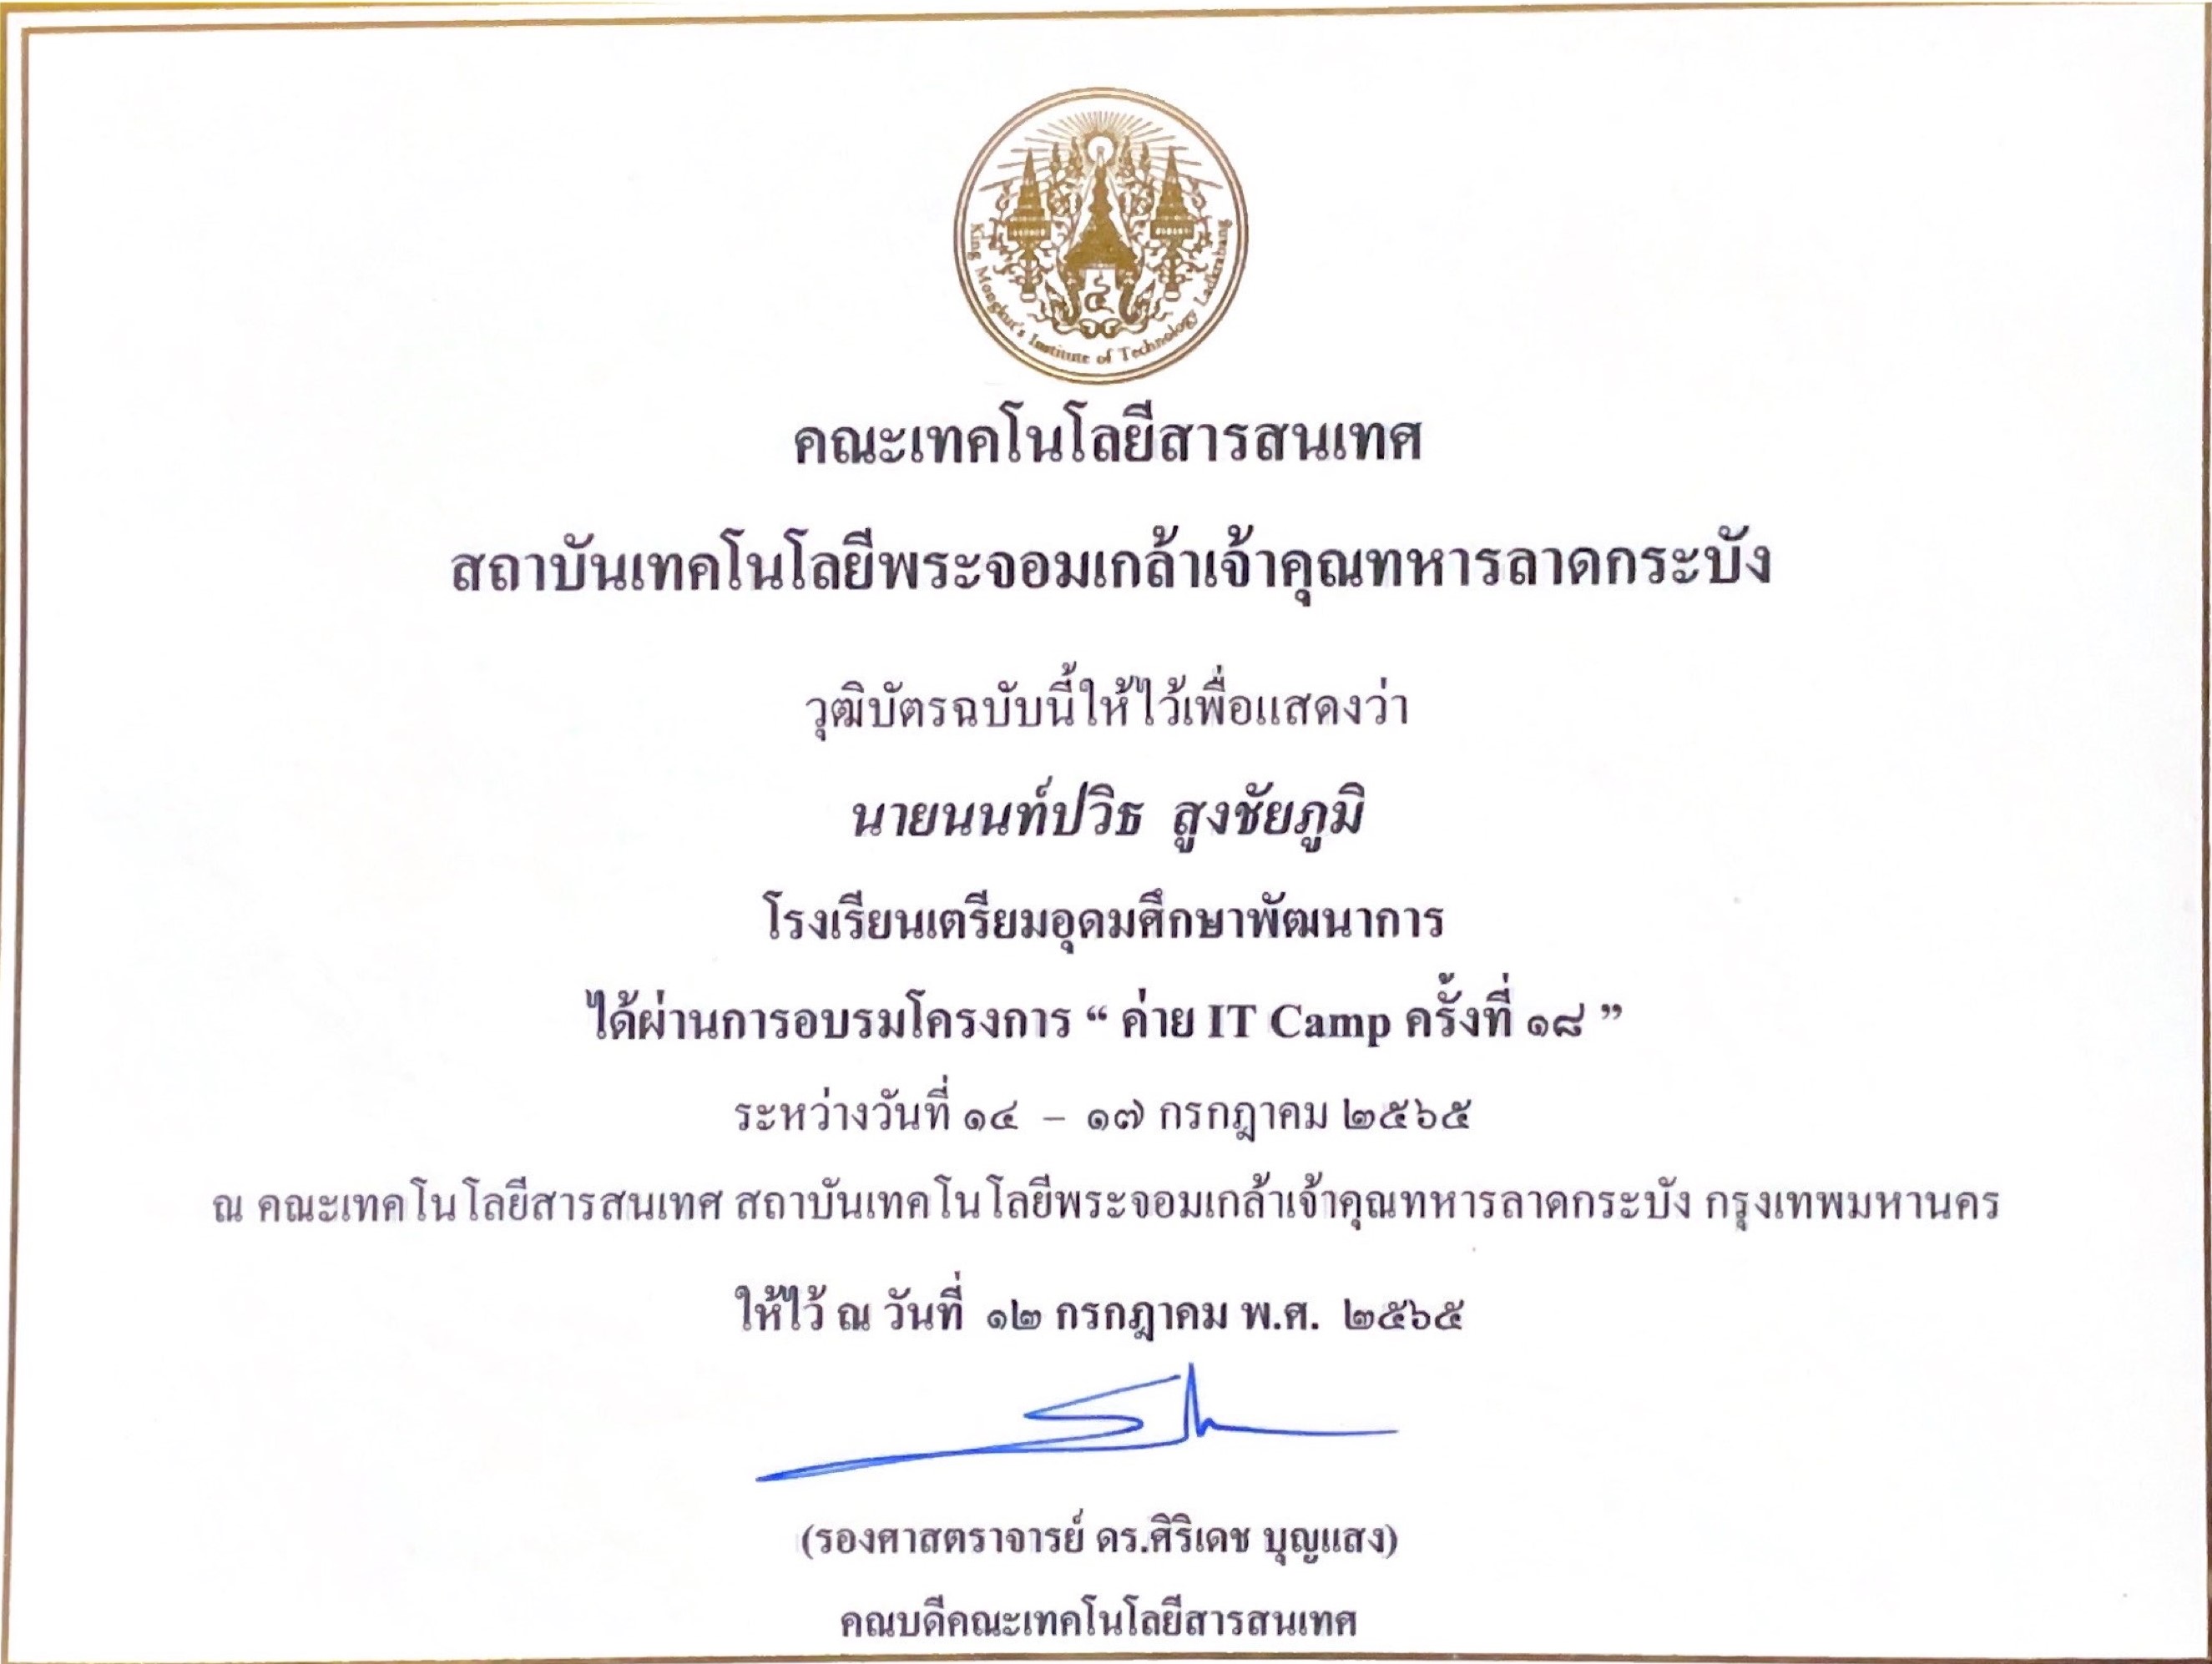 King Mongkut's Institute of Technology Ladkrabang
๔
คณะเทคโนโลยีสารสนเทศ
สถาบันเทคโนโลยีพระจอมเกล้าเจ้าคุณทหารลาดกระบัง
วุฒิบัตรฉบับนี้ให้ไว้เพื่อแสดงว่า
นายนนท์ปวิธ สูงชัยภูมิ
โรงเรียนเตรียมอุดมศึกษาพัฒนาการ
ได้ผ่านการอบรมโครงการ “ ค่าย IT Camp ครั้งที่ ๑๘ ”
ระหว่างวันที่ ๑๔ – ๑๗ กรกฎาคม ๒๕๖๕
ณ คณะเทคโนโลยีสารสนเทศ สถาบันเทคโนโลยีพระจอมเกล้าเจ้าคุณทหารลาดกระบัง กรุงเทพมหานคร
ให้ไว้ ณ วันที่ ๑๒ กรกฎาคม พ.ศ. ๒๕๖๕
(รองศาสตราจารย์ ดร.ศิริเดช บุญแสง)
คณบดีคณะเทคโนโลยีสารสนเทศ